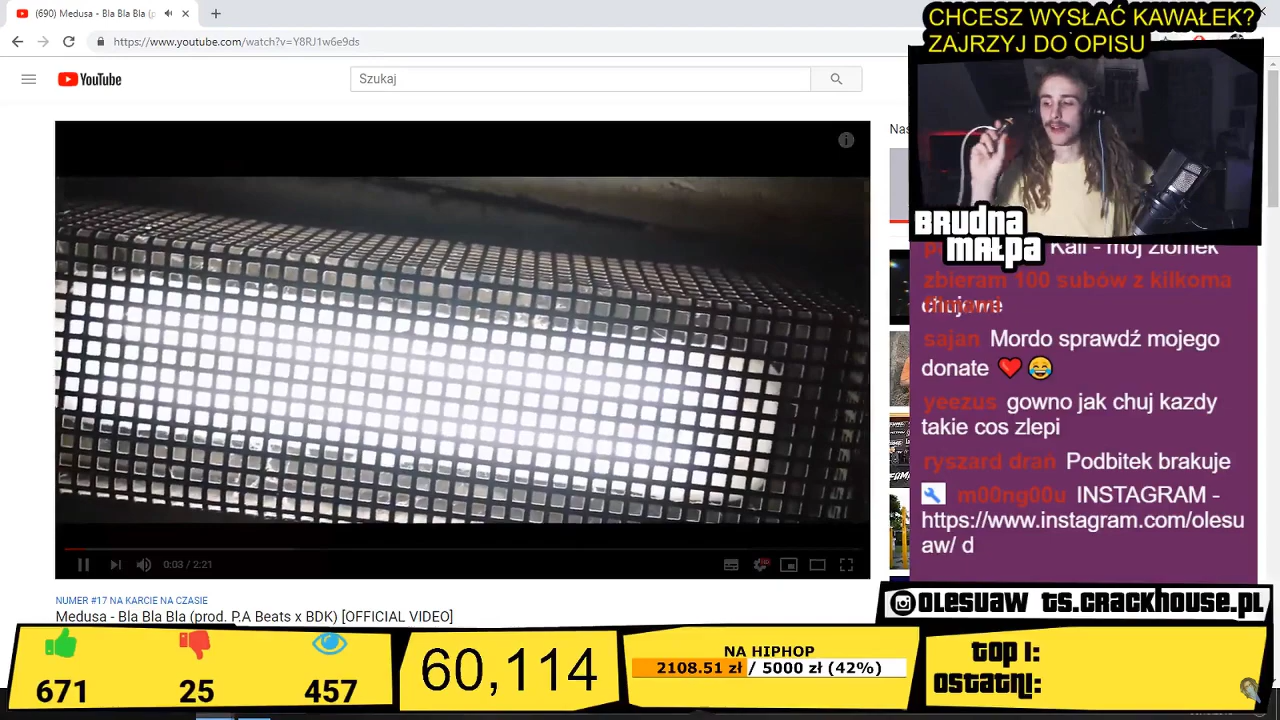 (690) Medusa - Bla Bla Bla (p
https://www.youtube.com/watch?v=Y8RJ1w6e9ds
YouTube
Szukaj
Nas
0:03 / 2:21
HD
NUMER #17 NA KARCIE NA CZASIE
Medusa - Bla Bla Bla (prod. P.A Beats x BDK) [OFFICIAL VIDEO]
CHCESZ WYSŁAĆ KAWAŁEK?
ZAJRZYJ DO OPISU
BRUDNA
MAŁPA
Kali - mój ziomek
zbieram 100 subów z kilkoma
filmami
chujowe
sajan Mordo sprawdź mojego
donate ❤️😂
yeezus gowno jak chuj kazdy
takie cos zlepi
ryszard drań Podbitek brakuje
m00ng00u INSTAGRAM -
https://www.instagram.com/olesu
aw/ d
OLESUAW TS.CRACKHOUSE.PL
671
25
457
60,114
NA HIPHOP
2108.51 zł / 5000 zł (42%)
TOP 1:
OSTATNI: